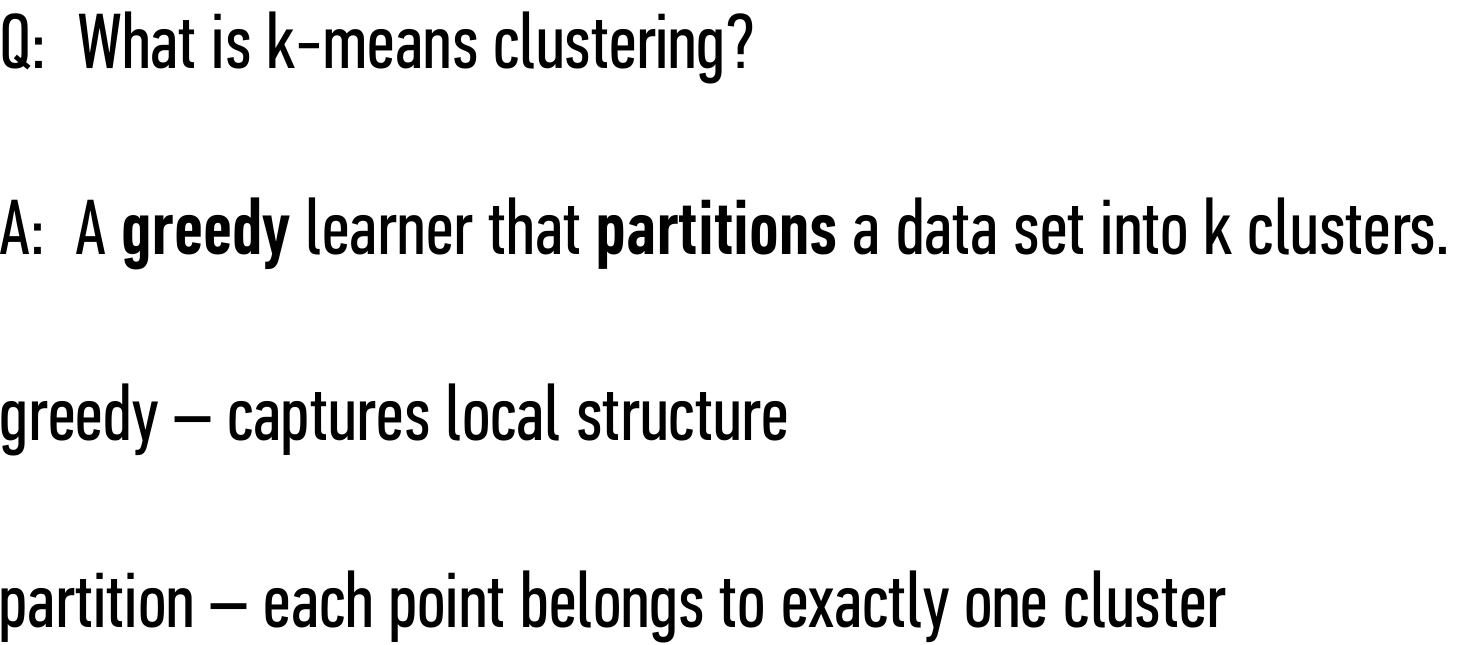 Q: What is k-means clustering?
A: A greedy learner that partitions a data set into k clusters.
greedy – captures local structure
partition – each point belongs to exactly one cluster